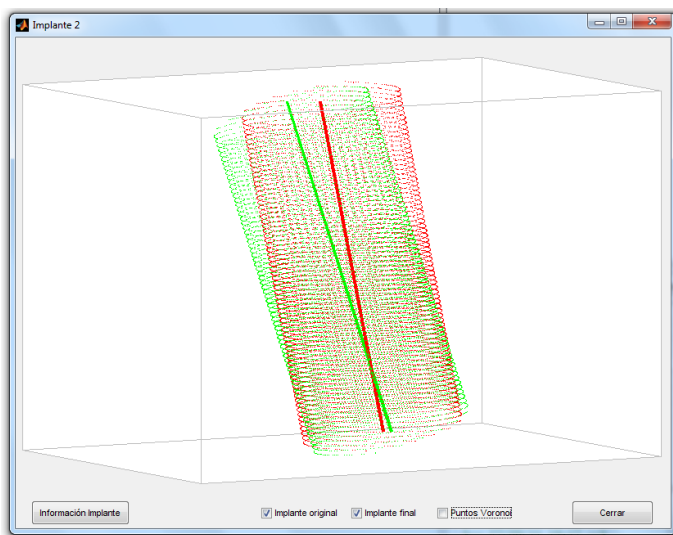 Implante 2
Información Implante
Implante original
Implante final
Puntos Voronoi
Cerrar